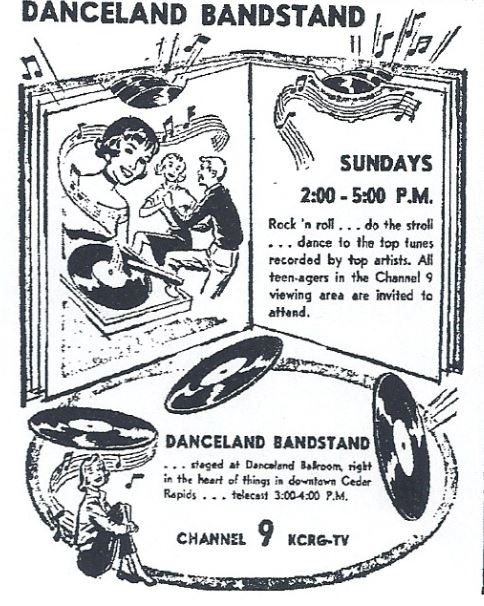 DANCELAND BANDSTAND
SUNDAYS
2:00 - 5:00 P.M.
Rock 'n roll . . . do the stroll
. . . dance to the top tunes
recorded by top artists. All
teen-agers in the Channel 9
viewing area are invited to
attend.
DANCELAND BANDSTAND
. . . staged at Danceland Ballroom, right
in the heart of things in downtown Cedar
Rapids . . . telecast 3:00-4:00 P.M.
CHANNEL 9 KCRG-TV